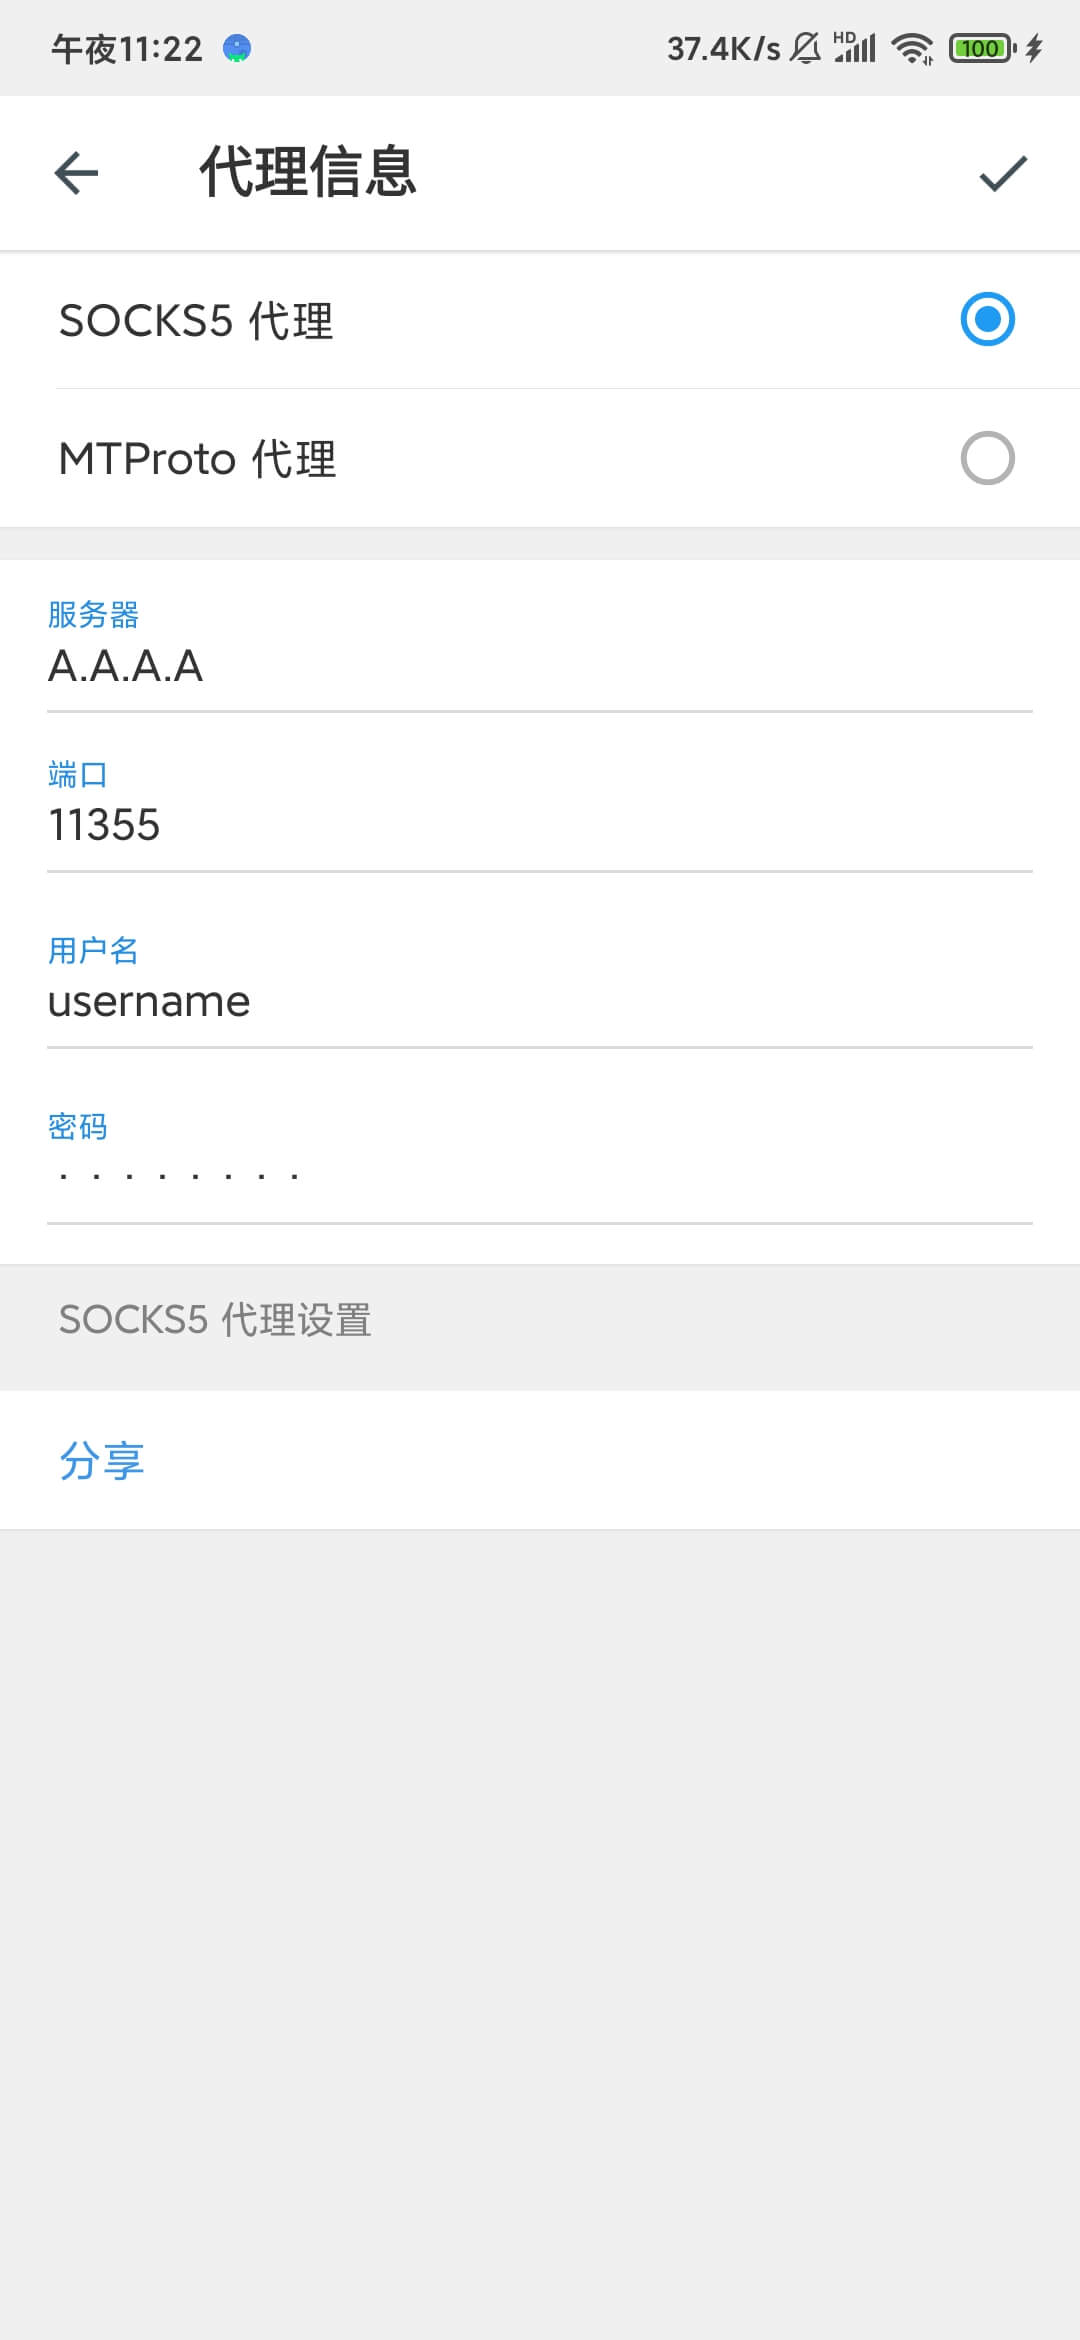 午夜11:22
37.4K/s
HD
100
代理信息
SOCKS5 代理
MTProto 代理
服务器
A.A.A.A
端口
11355
用户名
username
密码
........
SOCKS5 代理设置
分享